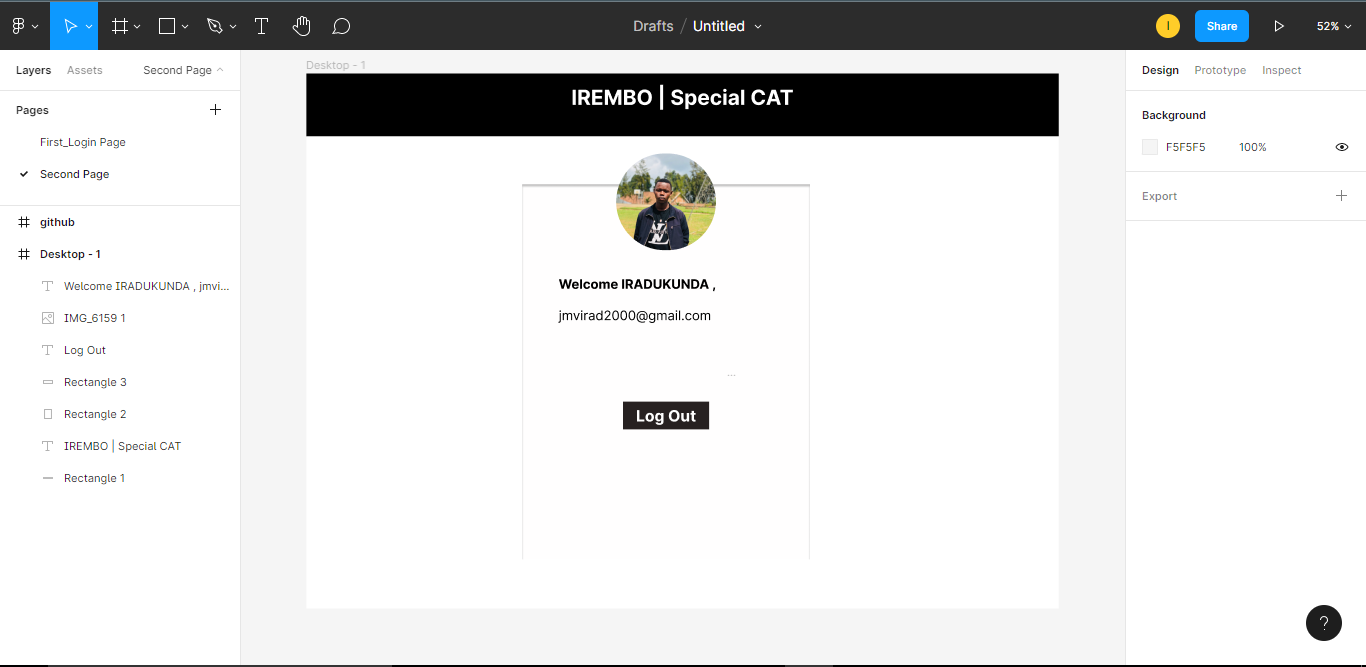 Drafts / Untitled
I
Share
52%
Layers Assets Second Page
Pages
First_Login Page
Second Page
github
Desktop - 1
Welcome IRADUKUNDA , jmvi...
IMG_6159 1
Log Out
Rectangle 3
Rectangle 2
IREMBO | Special CAT
Rectangle 1
Desktop - 1
IREMBO | Special CAT
Welcome IRADUKUNDA ,
jmvirad2000@gmail.com
...
Log Out
Design Prototype Inspect
Background
F5F5F5 100%
Export
?